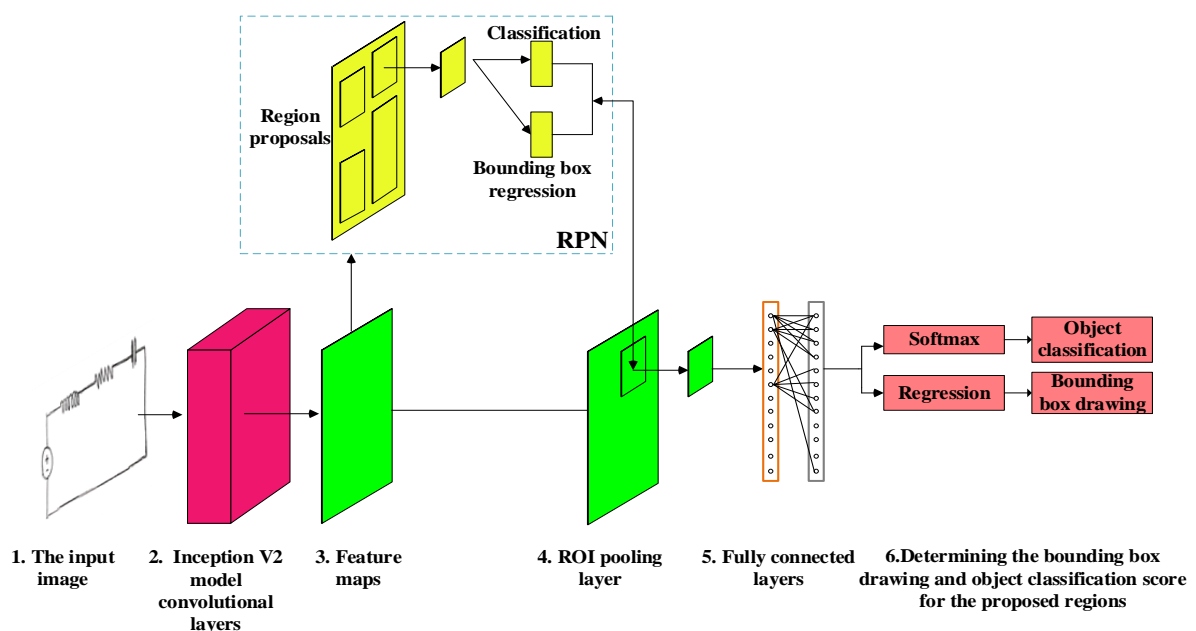 Classification
Region
proposals
Bounding box
regression
RPN
Softmax
Object
classification
Regression
Bounding
box drawing
1. The input
image
2. Inception V2
model
convolutional
layers
3. Feature
maps
4. ROI pooling
layer
5. Fully connected
layers
6.Determining the bounding box
drawing and object classification score
for the proposed regions